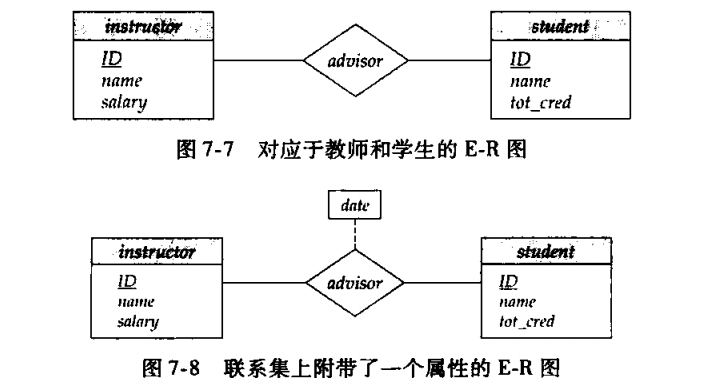 instructor
ID
name
salary
advisor
student
ID
name
tot_cred
图 7-7 对应于教师和学生的 E-R 图
date
instructor
ID
name
salary
advisor
student
ID
name
tot_cred
图 7-8 联系集上附带了一个属性的 E-R 图